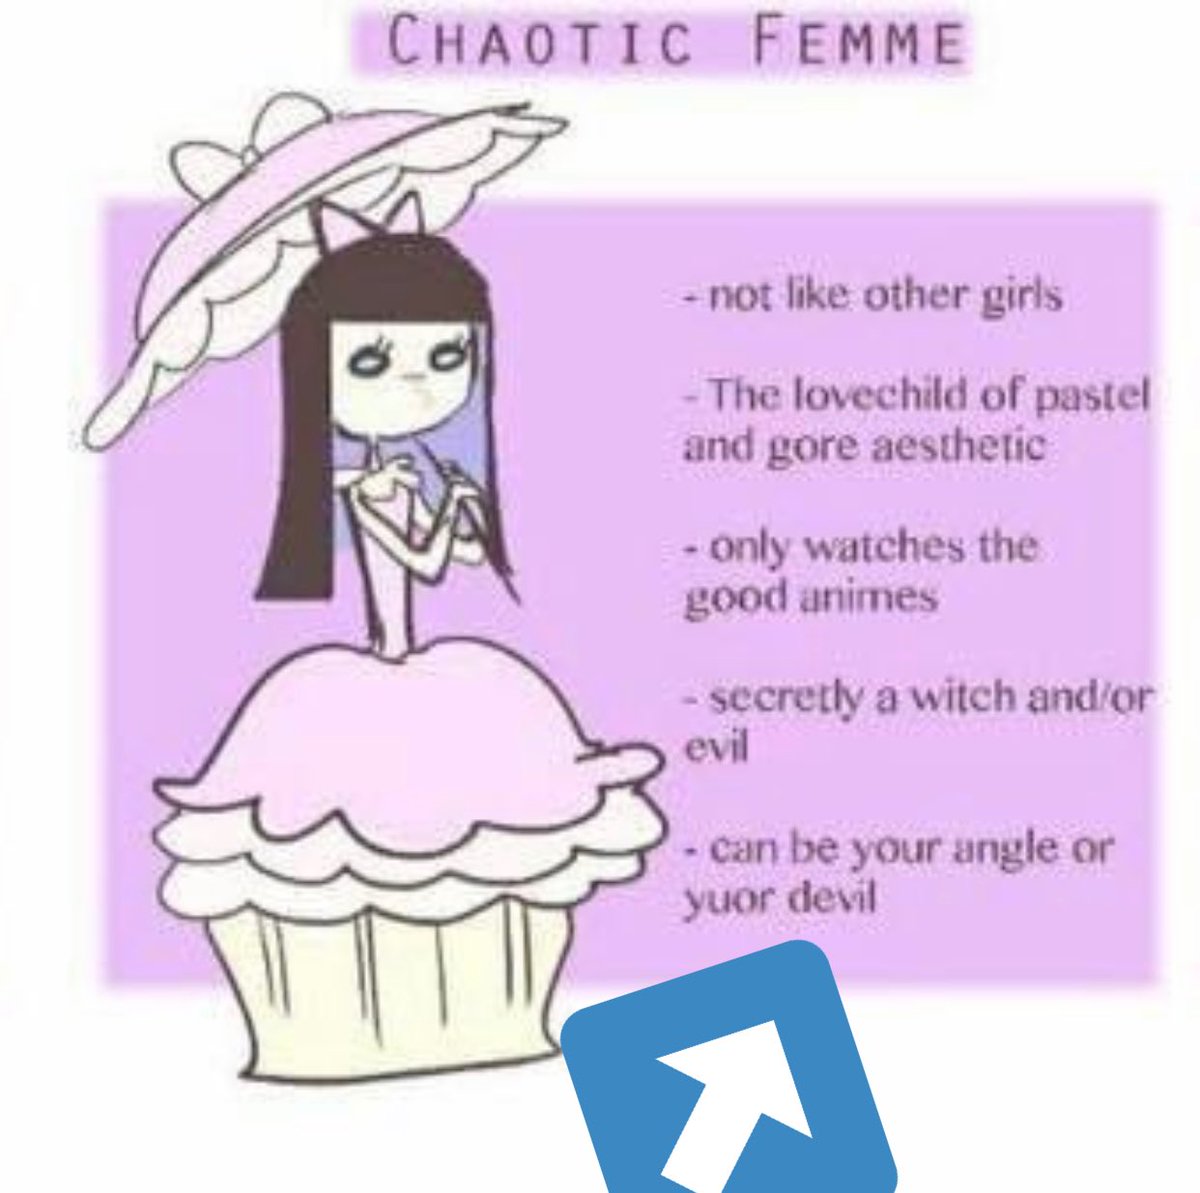 CHAOTIC FEMME
- not like other girls
- The lovechild of pastel
and gore aesthetic
- only watches the
good animes
- secretly a witch and/or
evil
- can be your angle or
yuor devil